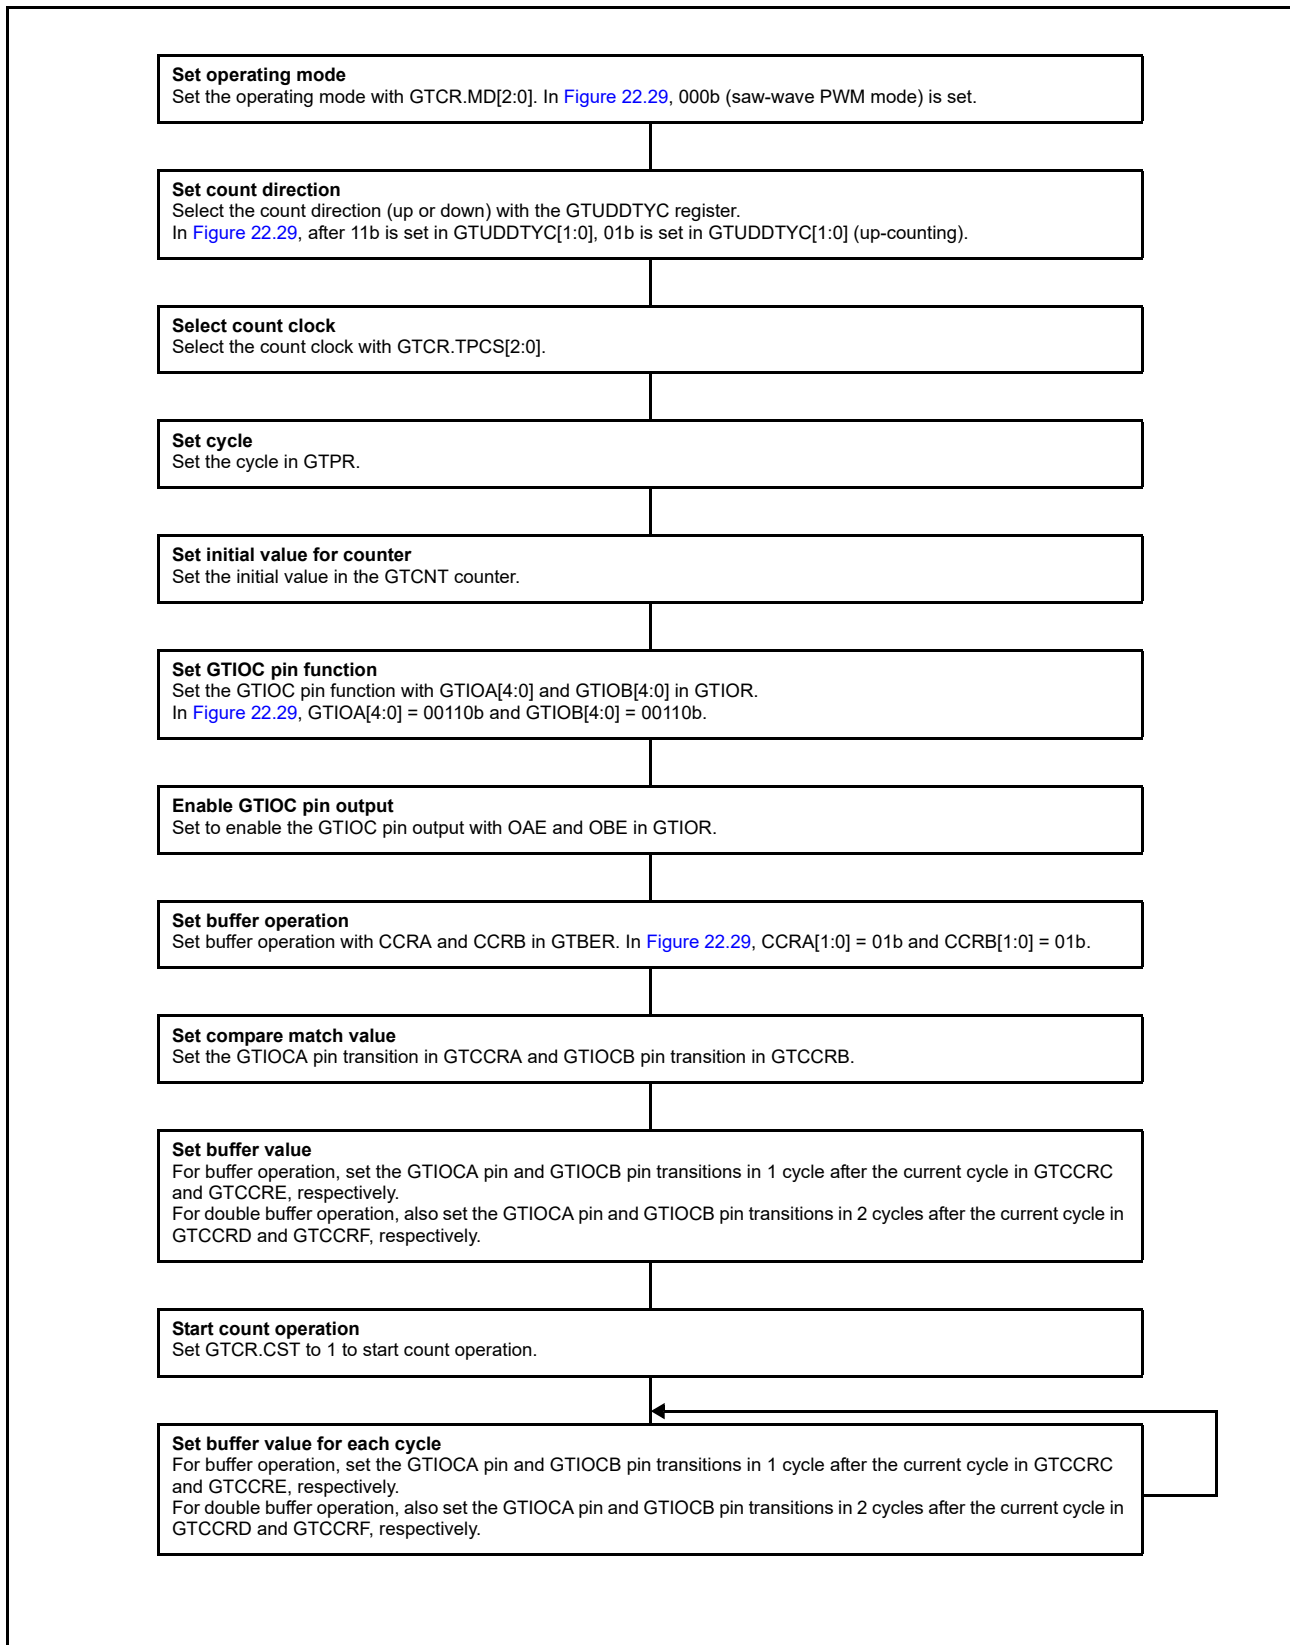 Set operating mode
Set the operating mode with GTCR.MD[2:0]. In Figure 22.29, 000b (saw-wave PWM mode) is set.
Set count direction
Select the count direction (up or down) with the GTUDDTYC register.
In Figure 22.29, after 11b is set in GTUDDTYC[1:0], 01b is set in GTUDDTYC[1:0] (up-counting).
Select count clock
Select the count clock with GTCR.TPCS[2:0].
Set cycle
Set the cycle in GTPR.
Set initial value for counter
Set the initial value in the GTCNT counter.
Set GTIOC pin function
Set the GTIOC pin function with GTIOA[4:0] and GTIOB[4:0] in GTIOR.
In Figure 22.29, GTIOA[4:0] = 00110b and GTIOB[4:0] = 00110b.
Enable GTIOC pin output
Set to enable the GTIOC pin output with OAE and OBE in GTIOR.
Set buffer operation
Set buffer operation with CCRA and CCRB in GTBER. In Figure 22.29, CCRA[1:0] = 01b and CCRB[1:0] = 01b.
Set compare match value
Set the GTIOCA pin transition in GTCCRA and GTIOCB pin transition in GTCCRB.
Set buffer value
For buffer operation, set the GTIOCA pin and GTIOCB pin transitions in 1 cycle after the current cycle in GTCCRC
and GTCCRE, respectively.
For double buffer operation, also set the GTIOCA pin and GTIOCB pin transitions in 2 cycles after the current cycle in
GTCCRD and GTCCRF, respectively.
Start count operation
Set GTCR.CST to 1 to start count operation.
Set buffer value for each cycle
For buffer operation, set the GTIOCA pin and GTIOCB pin transitions in 1 cycle after the current cycle in GTCCRC
and GTCCRE, respectively.
For double buffer operation, also set the GTIOCA pin and GTIOCB pin transitions in 2 cycles after the current cycle in
GTCCRD and GTCCRF, respectively.